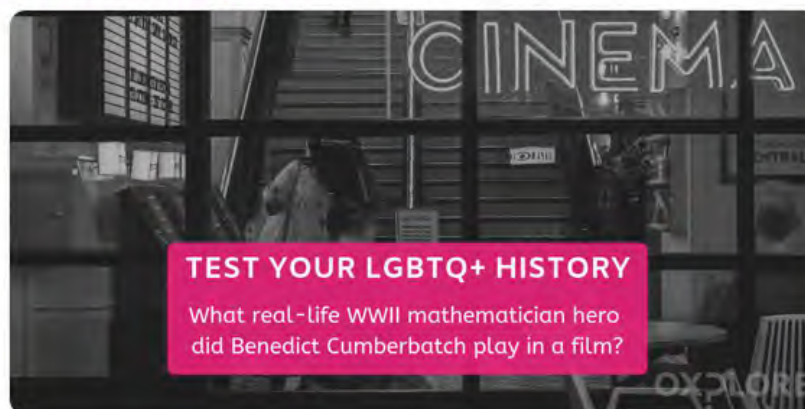 CINEMA
TEST YOUR LGBTQ+ HISTORY
What real-life WWII mathematician hero
did Benedict Cumberbatch play in a film?
OXPLORE